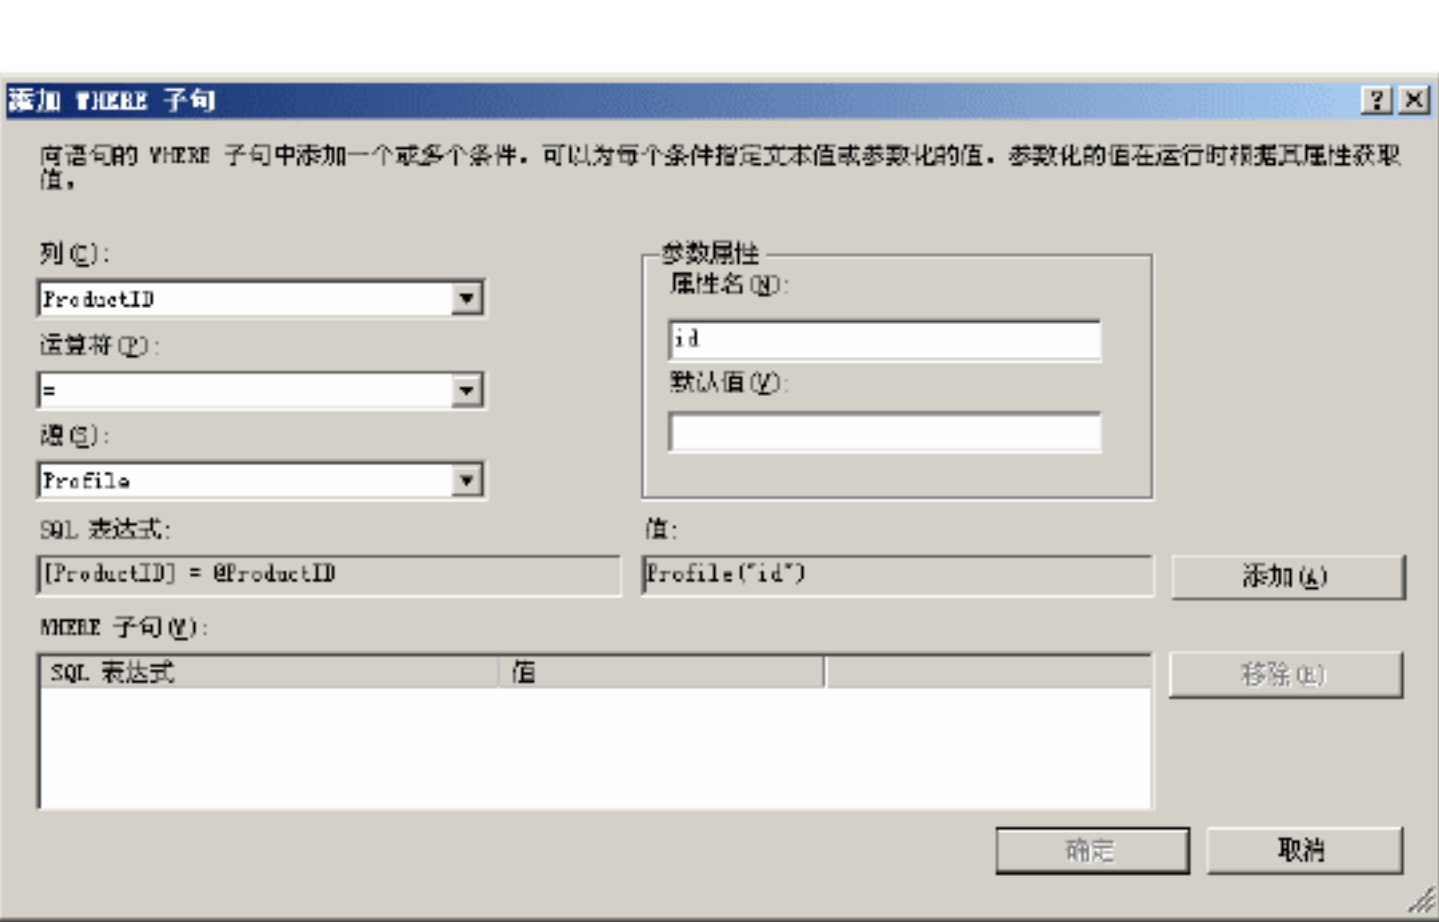 添加 WHERE 子句
向语句的 WHERE 子句中添加一个或多个条件。可以为每个条件指定文本值或参数化的值。参数化的值在运行时根据其属性获取
值。
列(C):
ProductID
运算符(P):
=
源(S):
Profile
参数属性
属性名(N):
id
默认值(V):
SQL 表达式:
[ProductID] = @ProductID
值:
Profile("id")
添加(A)
WHERE 子句(W):
SQL 表达式
值
移除(R)
确定
取消